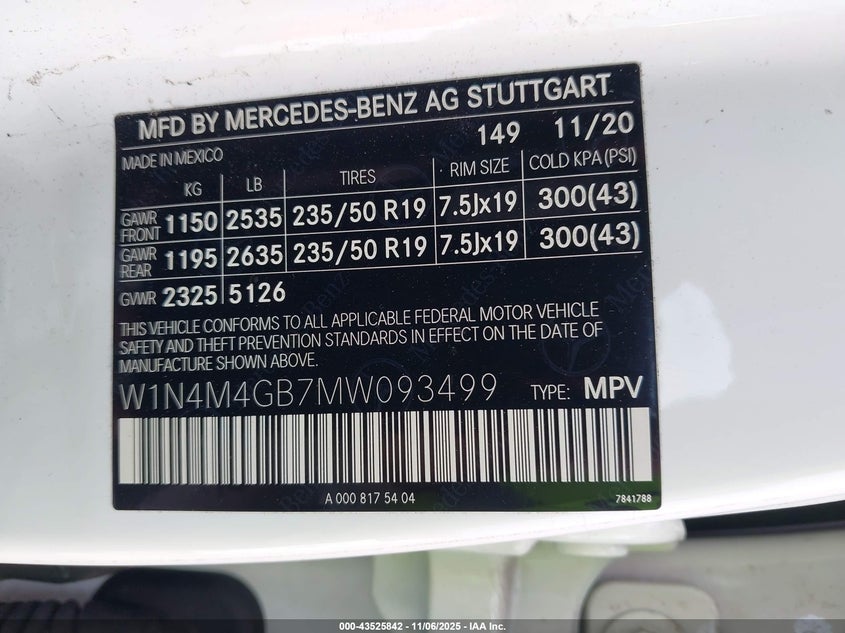 MFD BY MERCEDES-BENZ AG STUTTGART
MADE IN MEXICO 149 11/20
KG LB TIRES RIM SIZE COLD KPA (PSI)
GAWR FRONT 1150 2535 235/50 R19 7.5Jx19 300(43)
GAWR REAR 1195 2635 235/50 R19 7.5Jx19 300(43)
GVWR 2325 5126
THIS VEHICLE CONFORMS TO ALL APPLICABLE FEDERAL MOTOR VEHICLE
SAFETY AND THEFT PREVENTION STANDARDS IN EFFECT ON THE DATE OF
MANUFACTURE SHOWN ABOVE.
W1N4M4GB7MW093499 TYPE: MPV
A 000 817 54 04 7841788
000-43525842 - 11/06/2025 - IAA Inc.